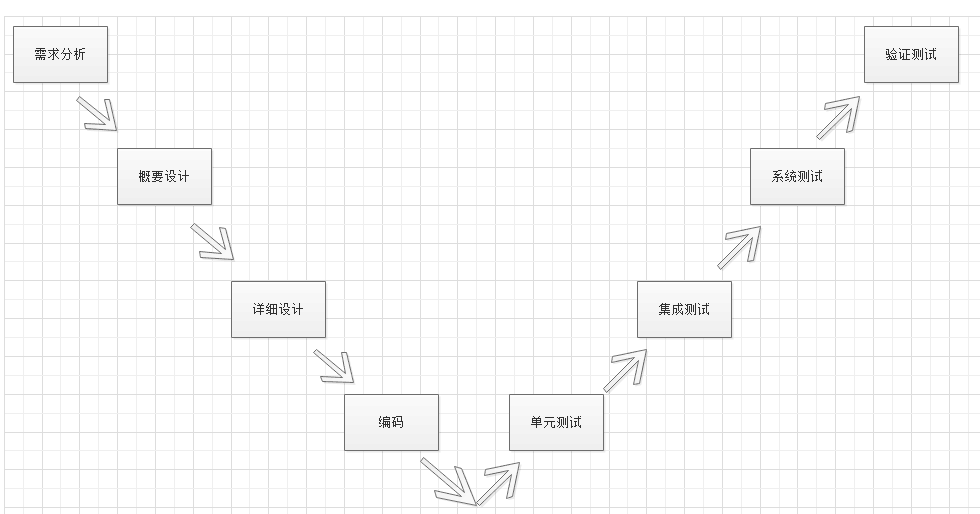 需求分析
概要设计
详细设计
编码
单元测试
集成测试
系统测试
验证测试